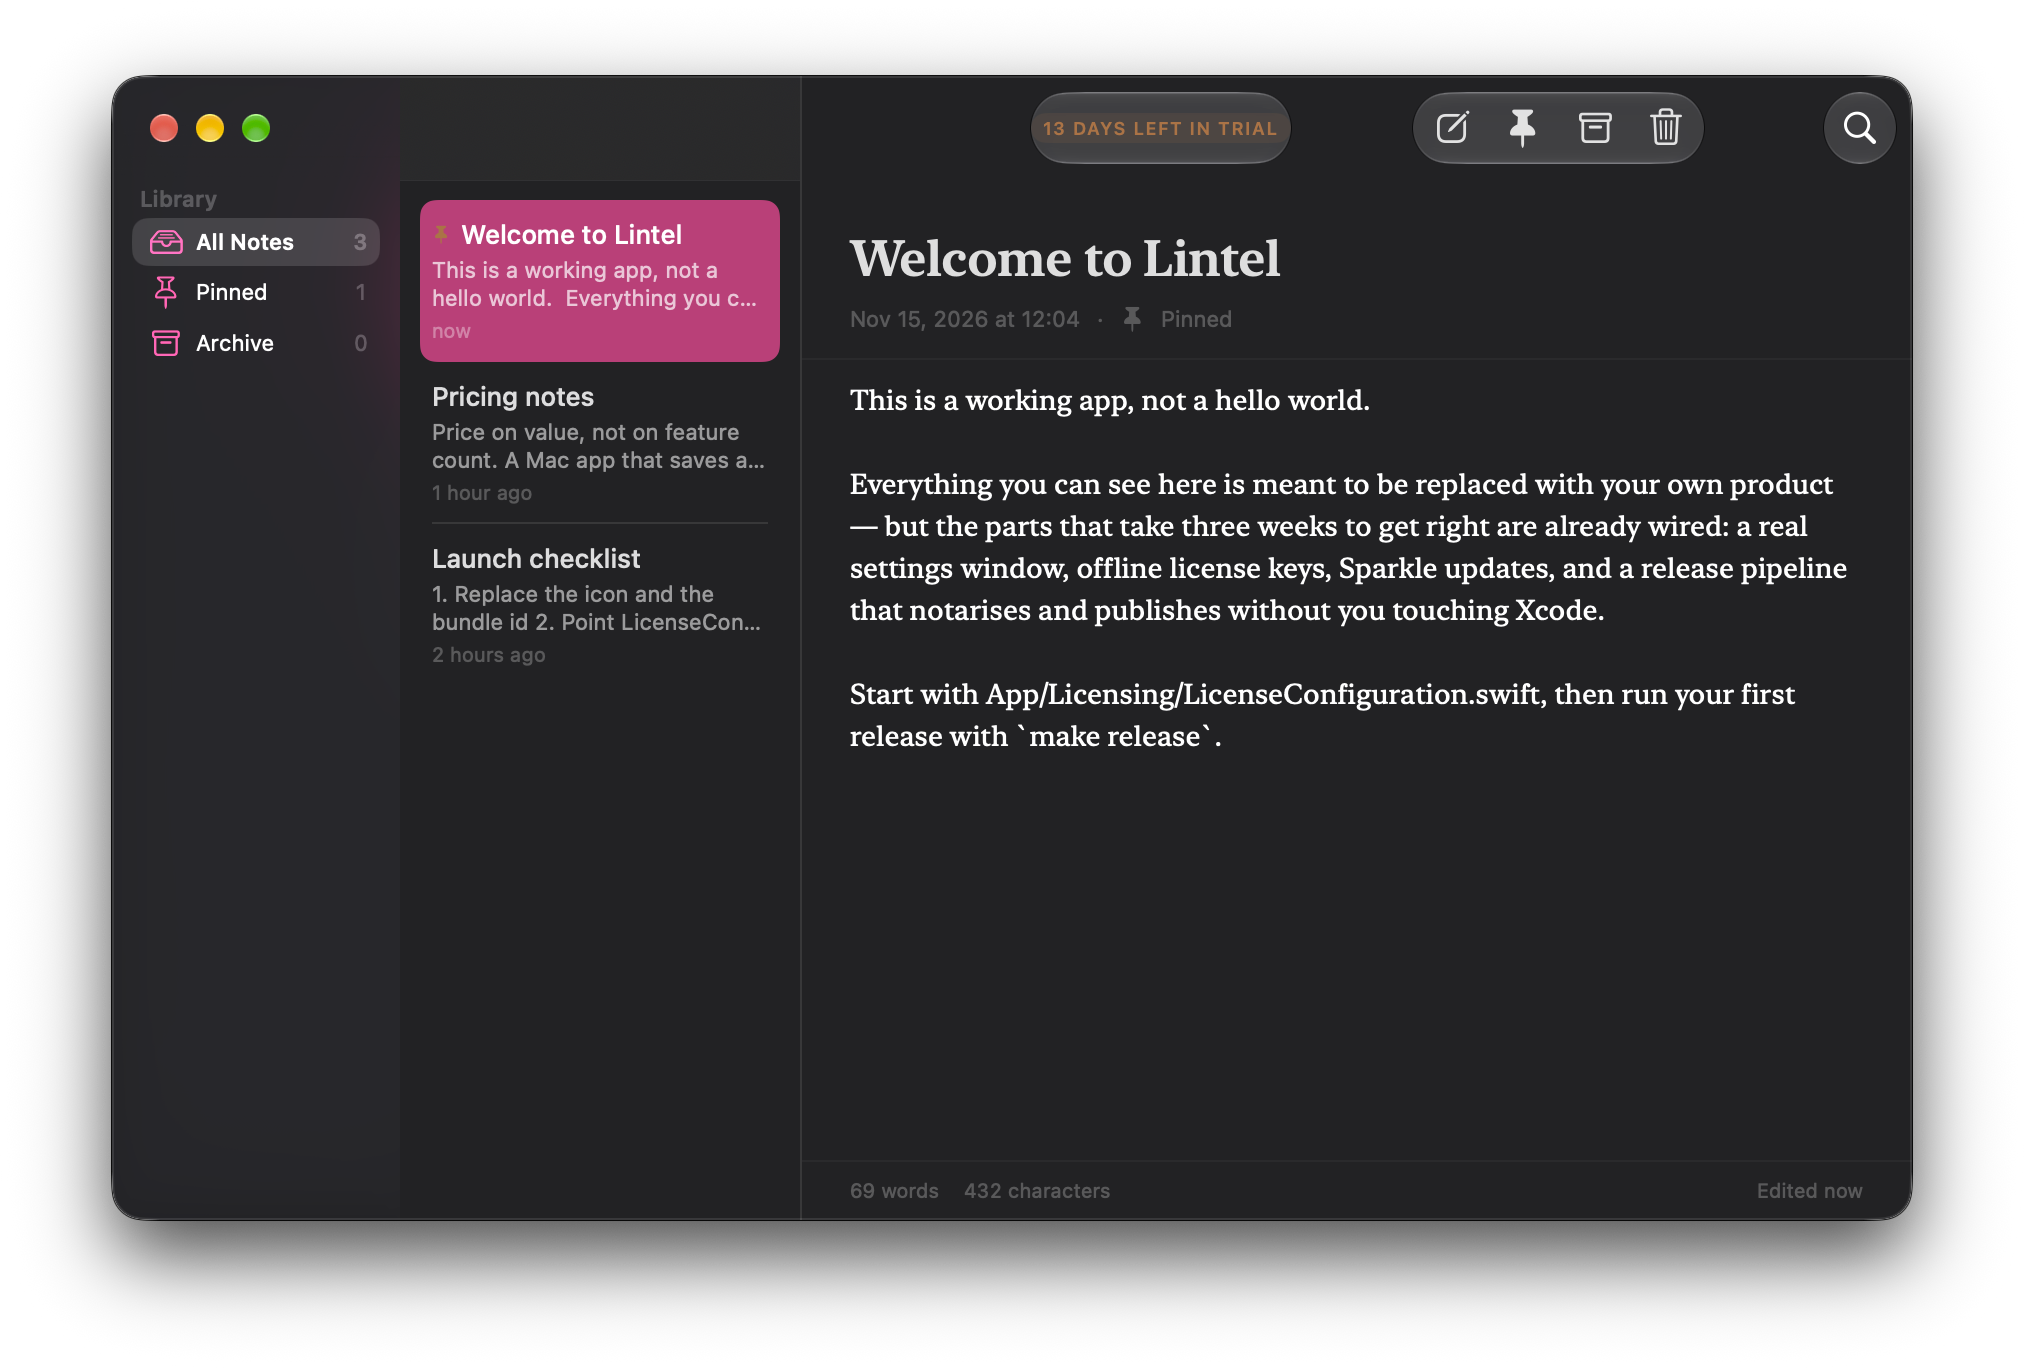 13 DAYS LEFT IN TRIAL
Library
All Notes 3
Pinned 1
Archive 0
Welcome to Lintel
This is a working app, not a
hello world.  Everything you c...
now
Pricing notes
Price on value, not on feature
count. A Mac app that saves a...
1 hour ago
Launch checklist
1. Replace the icon and the
bundle id 2. Point LicenseCon...
2 hours ago
Welcome to Lintel
Nov 15, 2026 at 12:04 · Pinned
This is a working app, not a hello world.
Everything you can see here is meant to be replaced with your own product
— but the parts that take three weeks to get right are already wired: a real
settings window, offline license keys, Sparkle updates, and a release pipeline
that notarises and publishes without you touching Xcode.
Start with App/Licensing/LicenseConfiguration.swift, then run your first
release with `make release`.
69 words 432 characters
Edited now